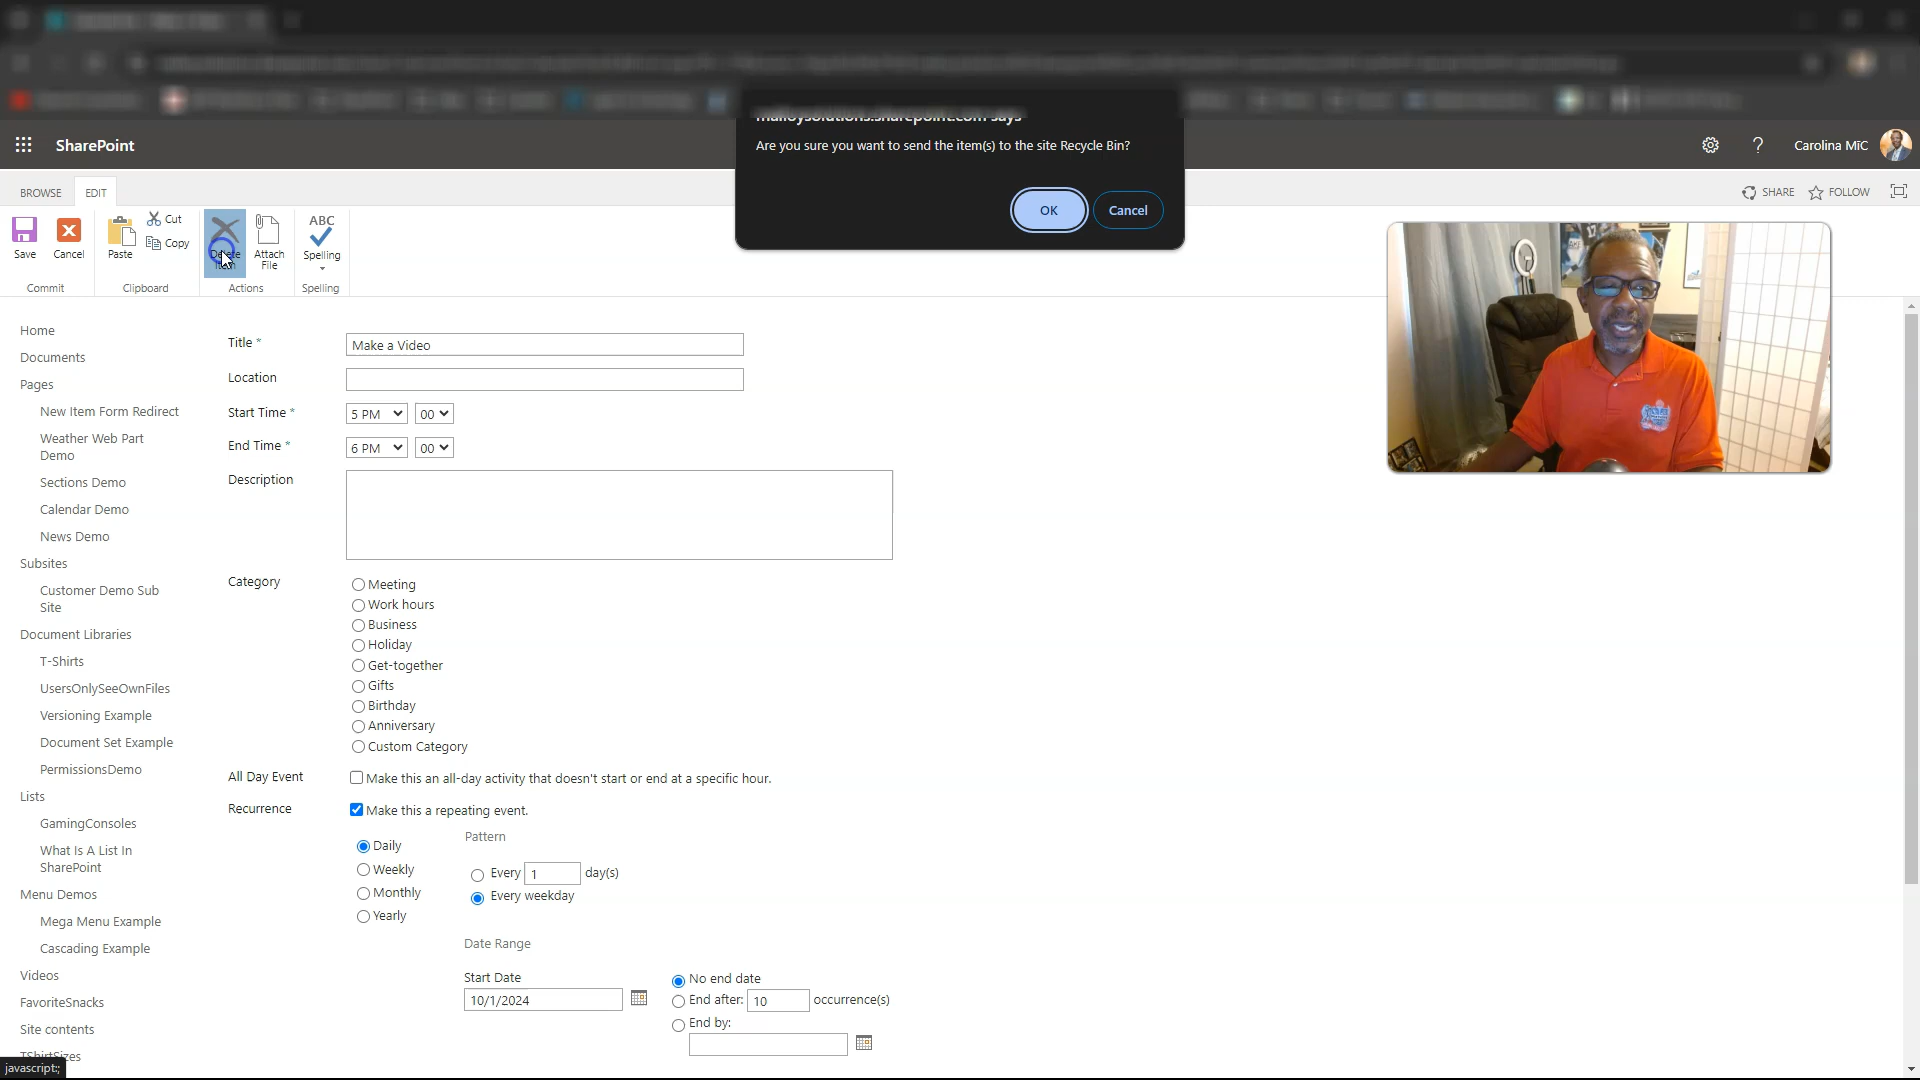 SharePoint
Carolina MiC
malloysolutions.sharepoint.com says
Are you sure you want to send the item(s) to the site Recycle Bin?
OK
Cancel
BROWSE
EDIT
SHARE
FOLLOW
Save
Cancel
Paste
Cut
Copy
Delete
Item
Attach
File
ABC
Spelling
Commit
Clipboard
Actions
Spelling
Home
Documents
Pages
New Item Form Redirect
Weather Web Part
Demo
Sections Demo
Calendar Demo
News Demo
Subsites
Customer Demo Sub
Site
Document Libraries
T-Shirts
UsersOnlySeeOwnFiles
Versioning Example
Document Set Example
PermissionsDemo
Lists
GamingConsoles
What Is A List In
SharePoint
Menu Demos
Mega Menu Example
Cascading Example
Videos
FavoriteSnacks
Site contents
TShirtSizes
javascript:;
Title *
Make a Video
Location
Start Time *
5 PM
00
End Time *
6 PM
00
Description
Category
Meeting
Work hours
Business
Holiday
Get-together
Gifts
Birthday
Anniversary
Custom Category
All Day Event
Make this an all-day activity that doesn't start or end at a specific hour.
Recurrence
Make this a repeating event.
Daily
Weekly
Monthly
Yearly
Pattern
Every 1 day(s)
Every weekday
Date Range
Start Date
10/1/2024
No end date
End after: 10 occurrence(s)
End by: